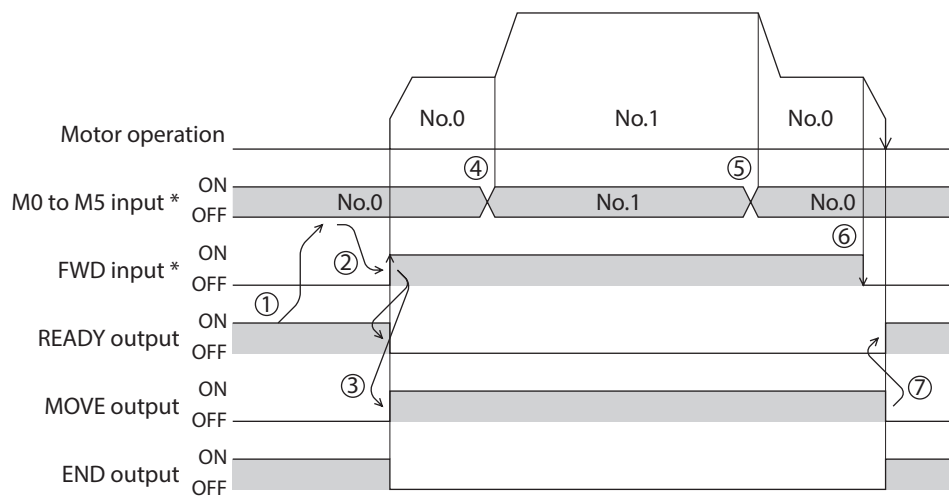 No.0
No.1
No.0
Motor operation
④
⑤
M0 to M5 input *
ON
OFF
No.0
No.1
No.0
⑥
②
FWD input *
ON
OFF
①
READY output
ON
OFF
③
⑦
MOVE output
ON
OFF
END output
ON
OFF